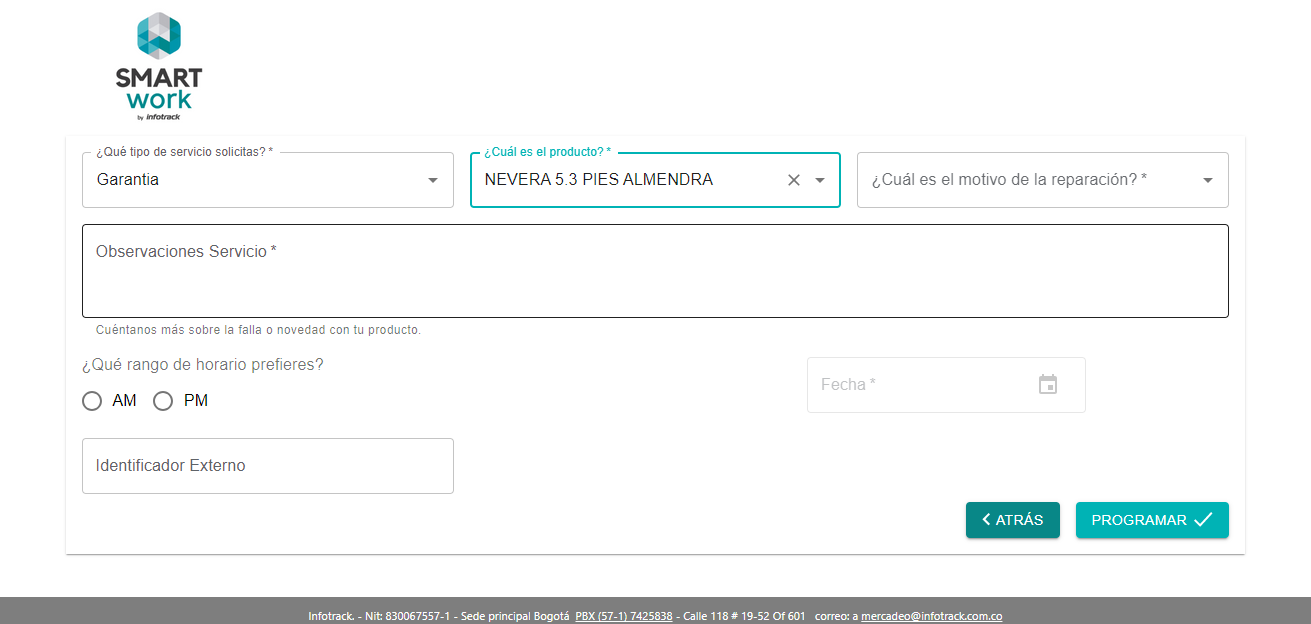 SMART
work
by infotrack
¿Qué tipo de servicio solicitas? *
Garantia
¿Cuál es el producto? *
NEVERA 5.3 PIES ALMENDRA
¿Cuál es el motivo de la reparación? *
Observaciones Servicio *
Cuéntanos más sobre la falla o novedad con tu producto.
¿Qué rango de horario prefieres?
AM PM
Fecha *
Identificador Externo
ATRÁS PROGRAMAR
Infotrack. - Nit: 830067557-1 - Sede principal Bogotá PBX (57-1) 7425838 - Calle 118 # 19-52 Of 601 correo: a mercadeo@infotrack.com.co